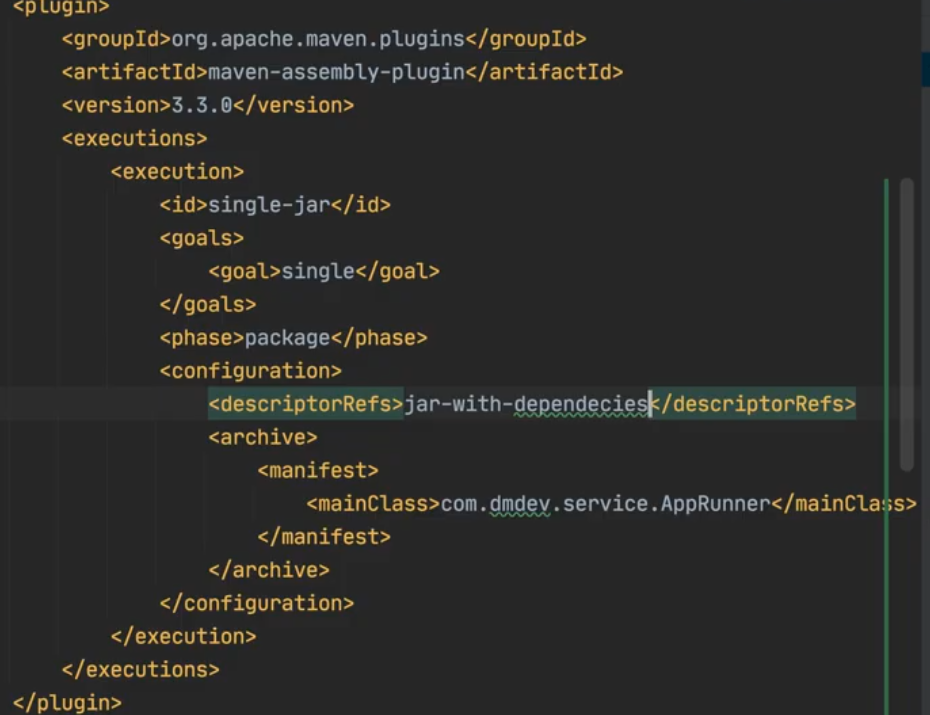 <plugin>
<groupId>org.apache.maven.plugins</groupId>
<artifactId>maven-assembly-plugin</artifactId>
<version>3.3.0</version>
<executions>
<execution>
<id>single-jar</id>
<goals>
<goal>single</goal>
</goals>
<phase>package</phase>
<configuration>
<descriptorRefs>jar-with-dependecies</descriptorRefs>
<archive>
<manifest>
<mainClass>com.dmdev.service.AppRunner</mainClass>
</manifest>
</archive>
</configuration>
</execution>
</executions>
</plugin>